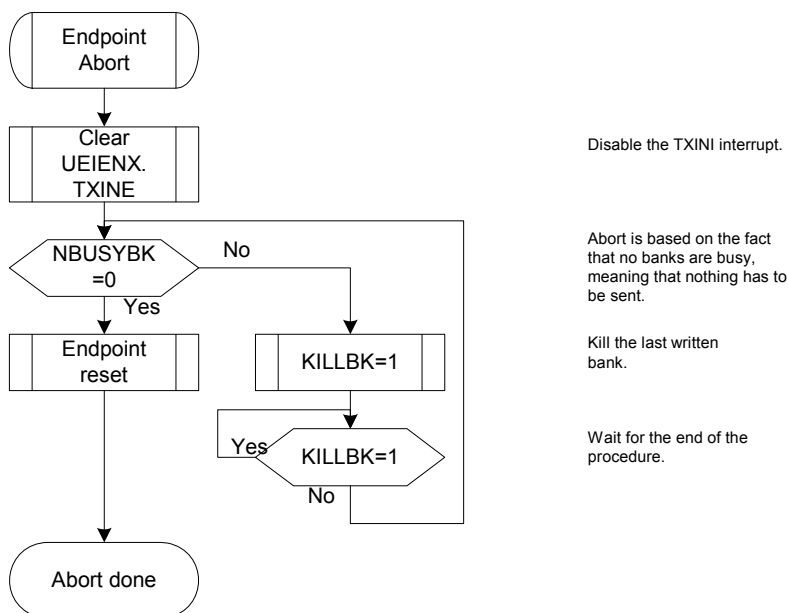 Endpoint
Abort
Clear
UEIENX.
TXINE
Disable the TXINI interrupt.
NBUSYBK
=0
No
Yes
Abort is based on the fact
that no banks are busy,
meaning that nothing has to
be sent.
Endpoint
reset
KILLBK=1
Kill the last written
bank.
Yes
KILLBK=1
No
Wait for the end of the
procedure.
Abort done